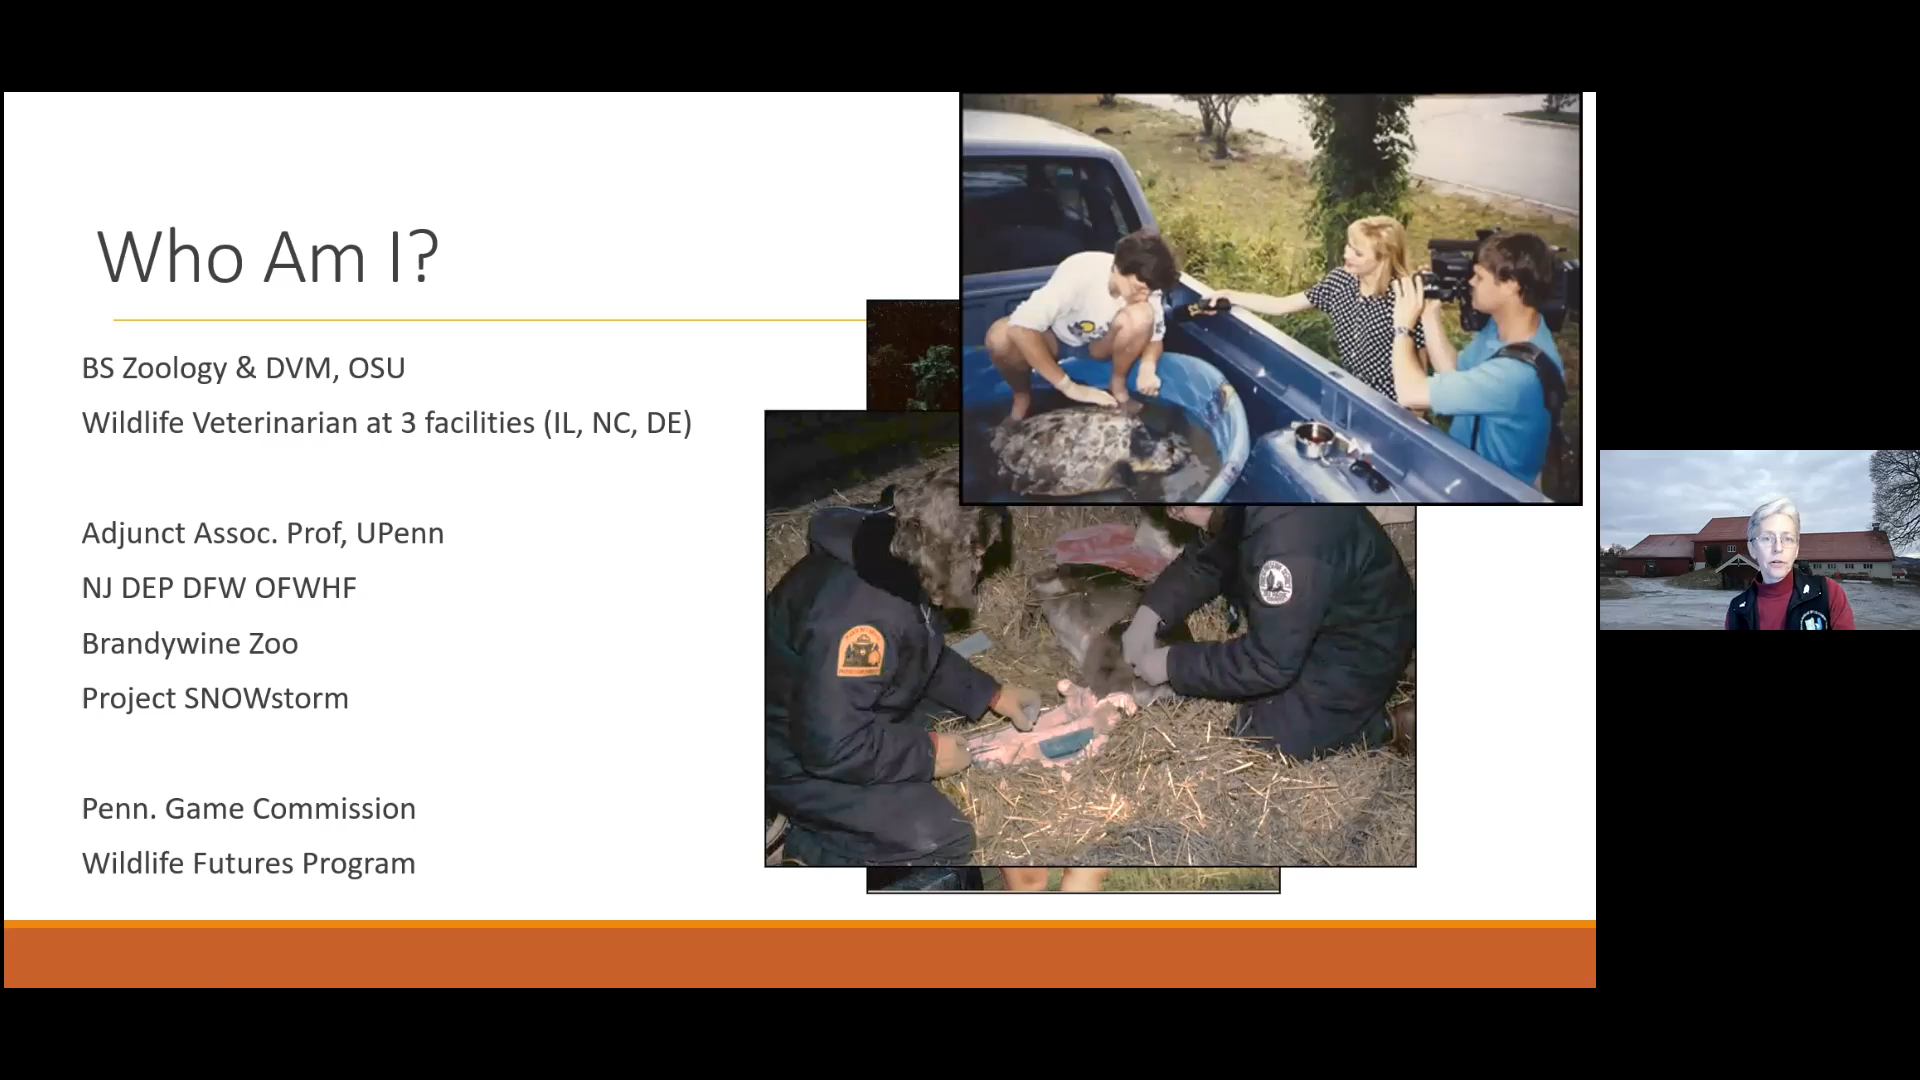 Who Am I?
BS Zoology & DVM, OSU
Wildlife Veterinarian at 3 facilities (IL, NC, DE)
Adjunct Assoc. Prof, UPenn
NJ DEP DFW OFWHF
Brandywine Zoo
Project SNOWstorm
Penn. Game Commission
Wildlife Futures Program